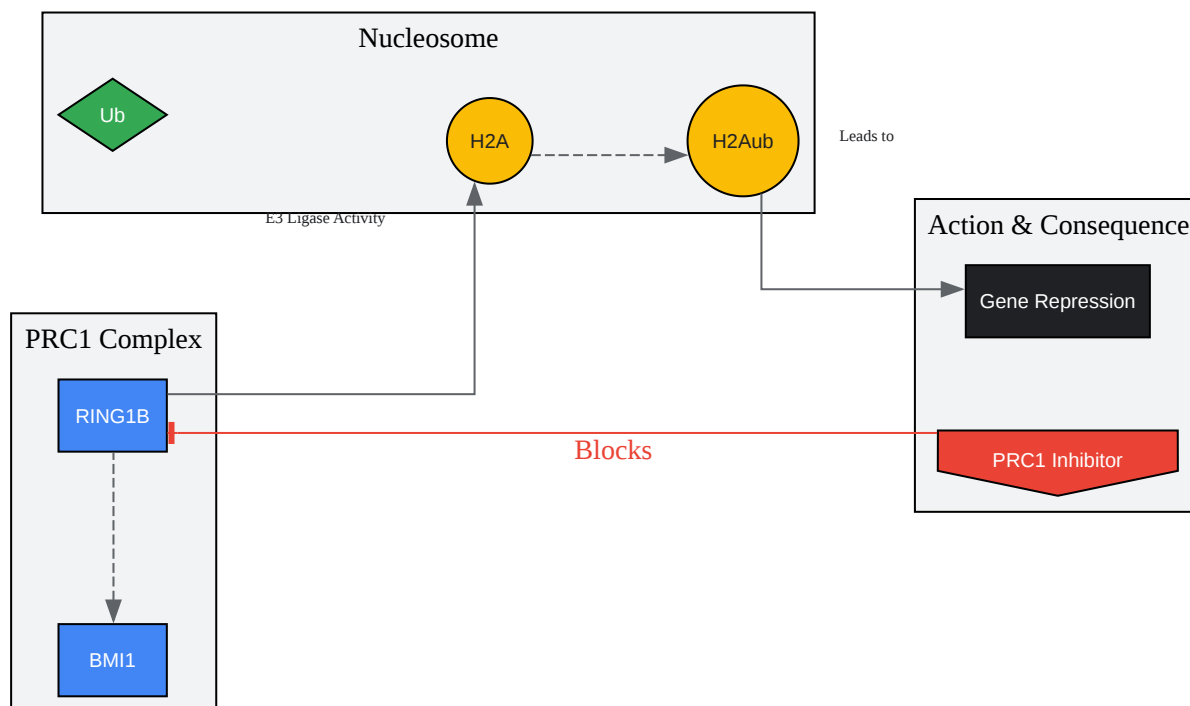 Nucleosome
Ub
H2A
H2Aub
Leads to
E3 Ligase Activity
Action & Consequence
Gene Repression
PRC1 Complex
RING1B
Blocks
PRC1 Inhibitor
BMI1